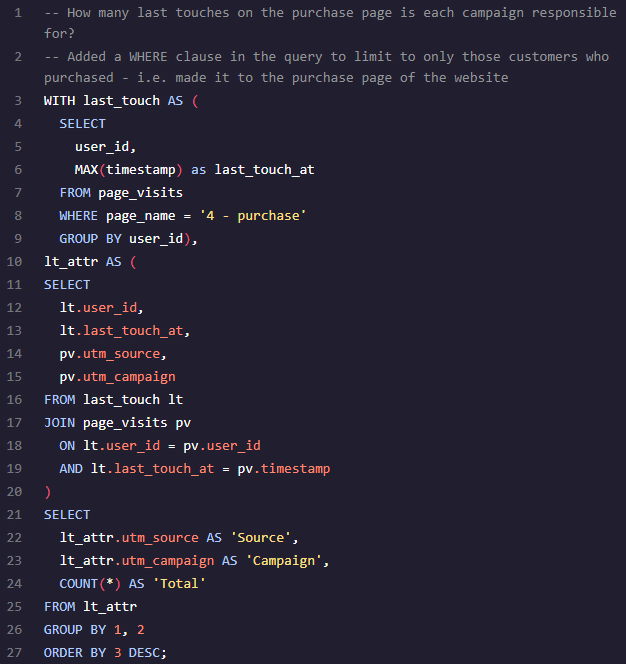 1 -- How many last touches on the purchase page is each campaign responsible
for?
2 -- Added a WHERE clause in the query to limit to only those customers who
purchased - i.e. made it to the purchase page of the website
3 WITH last_touch AS (
4 SELECT
5 user_id,
6 MAX(timestamp) as last_touch_at
7 FROM page_visits
8 WHERE page_name = '4 - purchase'
9 GROUP BY user_id),
10 lt_attr AS (
11 SELECT
12 lt.user_id,
13 lt.last_touch_at,
14 pv.utm_source,
15 pv.utm_campaign
16 FROM last_touch lt
17 JOIN page_visits pv
18 ON lt.user_id = pv.user_id
19 AND lt.last_touch_at = pv.timestamp
20 )
21 SELECT
22 lt_attr.utm_source AS 'Source',
23 lt_attr.utm_campaign AS 'Campaign',
24 COUNT(*) AS 'Total'
25 FROM lt_attr
26 GROUP BY 1, 2
27 ORDER BY 3 DESC;